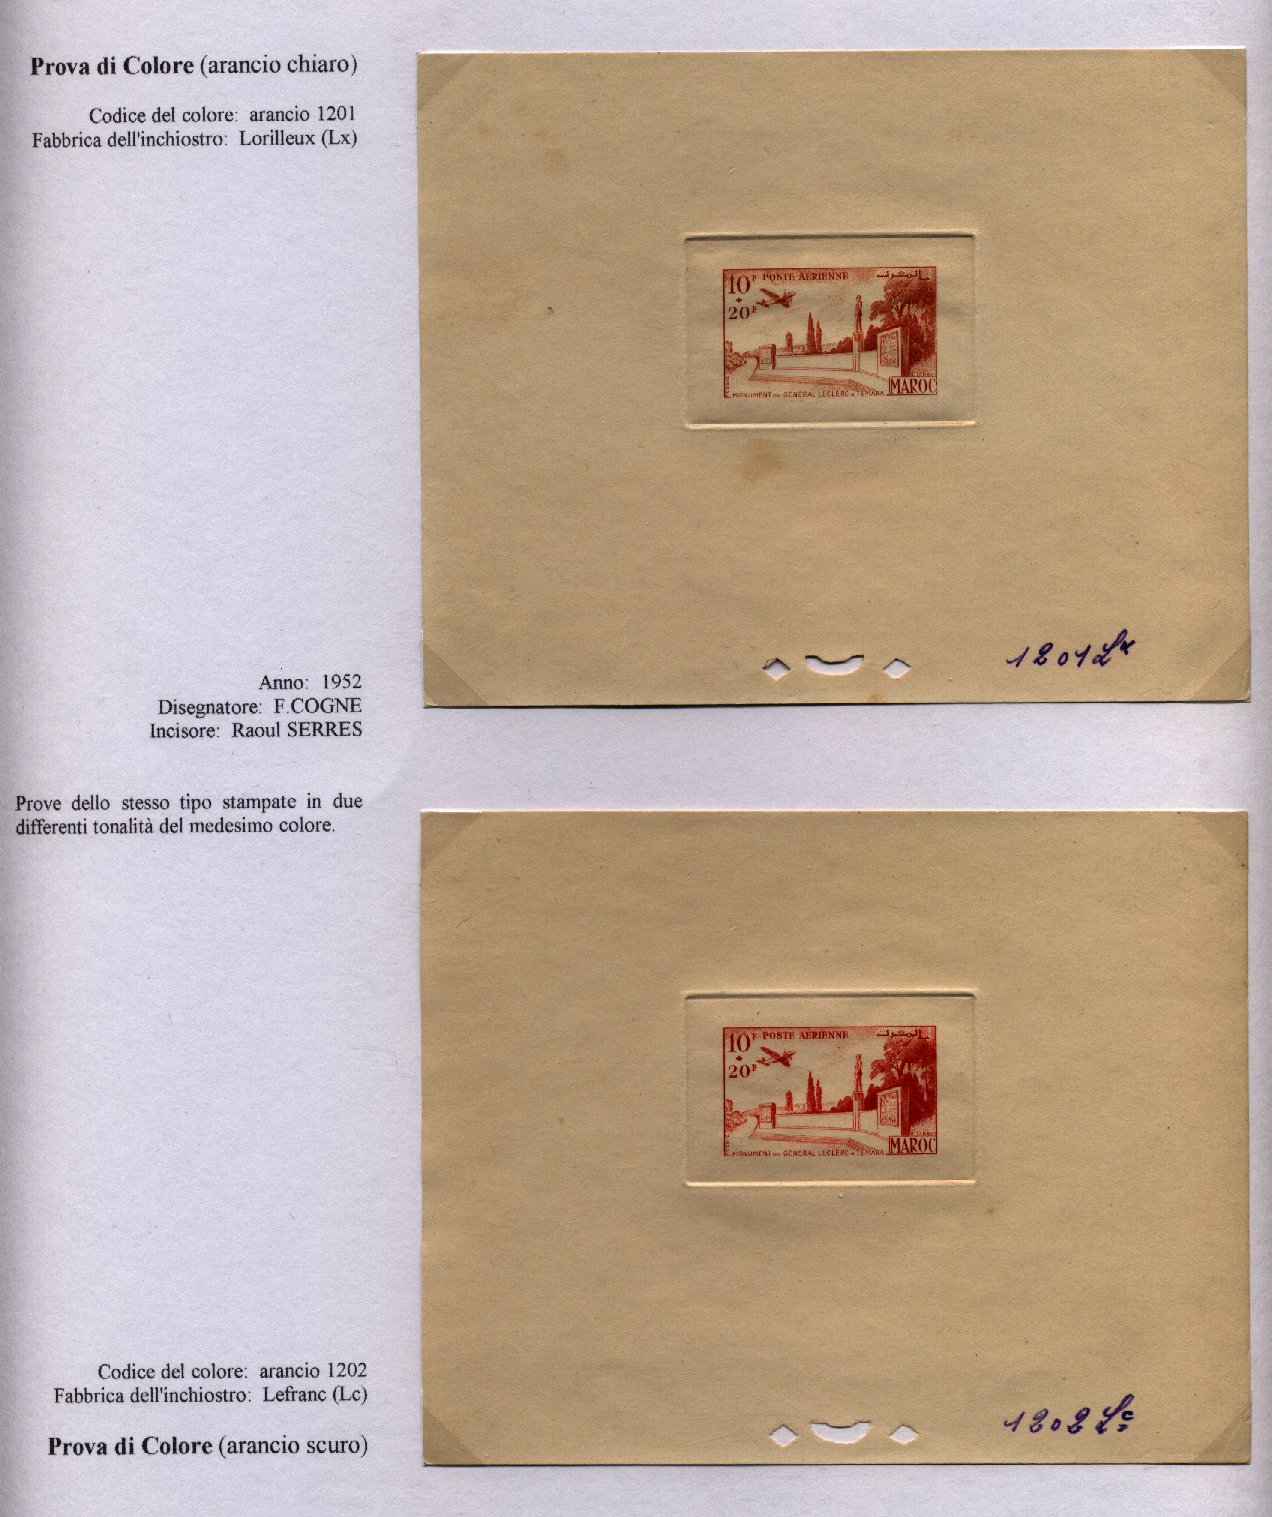 Prova di Colore (arancio chiaro)
Codice del colore: arancio 1201
Fabbrica dell'inchiostro: Lorilleux (Lx)
10F POSTE AERIENNE المغرب
+
20F
MAROC
MONUMENT DU GENERAL LECLERC A TEMARA
1201 Lx
Anno: 1952
Disegnatore: F.COGNE
Incisore: Raoul SERRES
Prove dello stesso tipo stampate in due
differenti tonalità del medesimo colore.
10F POSTE AERIENNE المغرب
+
20F
MAROC
MONUMENT DU GENERAL LECLERC A TEMARA
Codice del colore: arancio 1202
Fabbrica dell'inchiostro: Lefranc (Lc)
Prova di Colore (arancio scuro)
1202 Lc